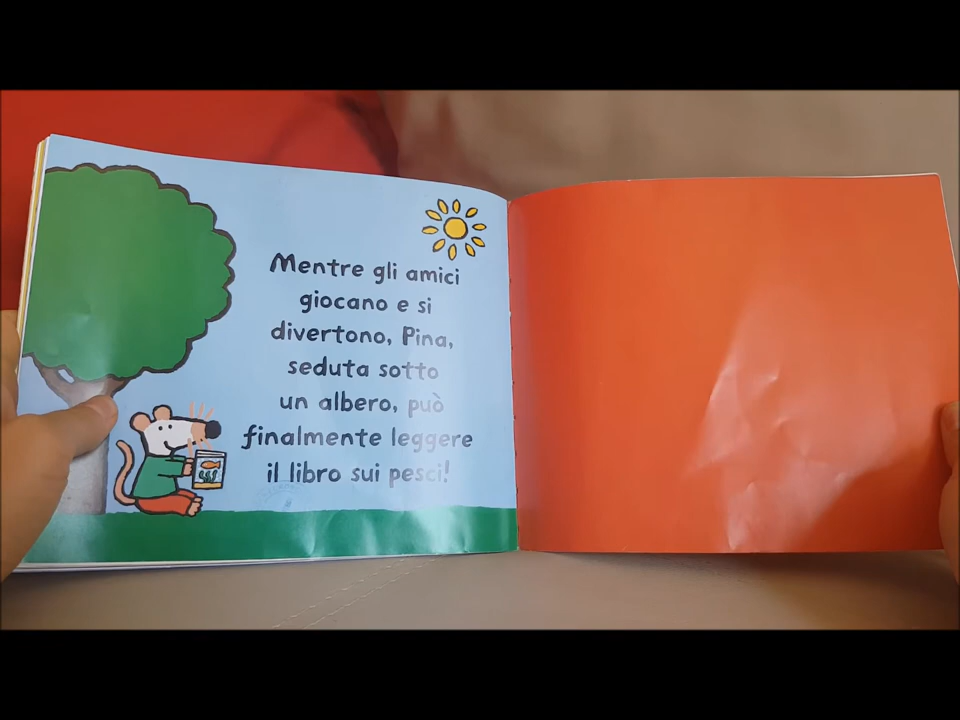 Mentre gli amici
giocano e si
divertono, Pina,
seduta sotto
un albero, può
finalmente leggere
il libro sui pesci!